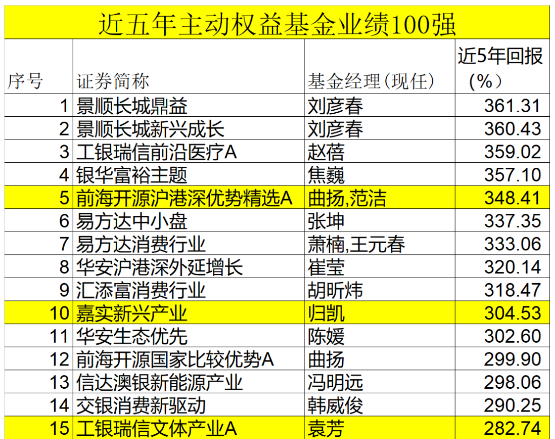 近五年主动权益基金业绩100强
序号 证券简称 基金经理(现任) 近5年回报(%)
1 景顺长城鼎益 刘彦春 361.31
2 景顺长城新兴成长 刘彦春 360.43
3 工银瑞信前沿医疗A 赵蓓 359.02
4 银华富裕主题 焦巍 357.10
5 前海开源沪港深优势精选A 曲扬,范洁 348.41
6 易方达中小盘 张坤 337.35
7 易方达消费行业 萧楠,王元春 333.06
8 华安沪港深外延增长 崔莹 320.14
9 汇添富消费行业 胡昕炜 318.47
10 嘉实新兴产业 归凯 304.53
11 华安生态优先 陈媛 302.60
12 前海开源国家比较优势A 曲扬 299.90
13 信达澳银新能源产业 冯明远 298.06
14 交银消费新驱动 韩威俊 290.25
15 工银瑞信文体产业A 袁芳 282.74